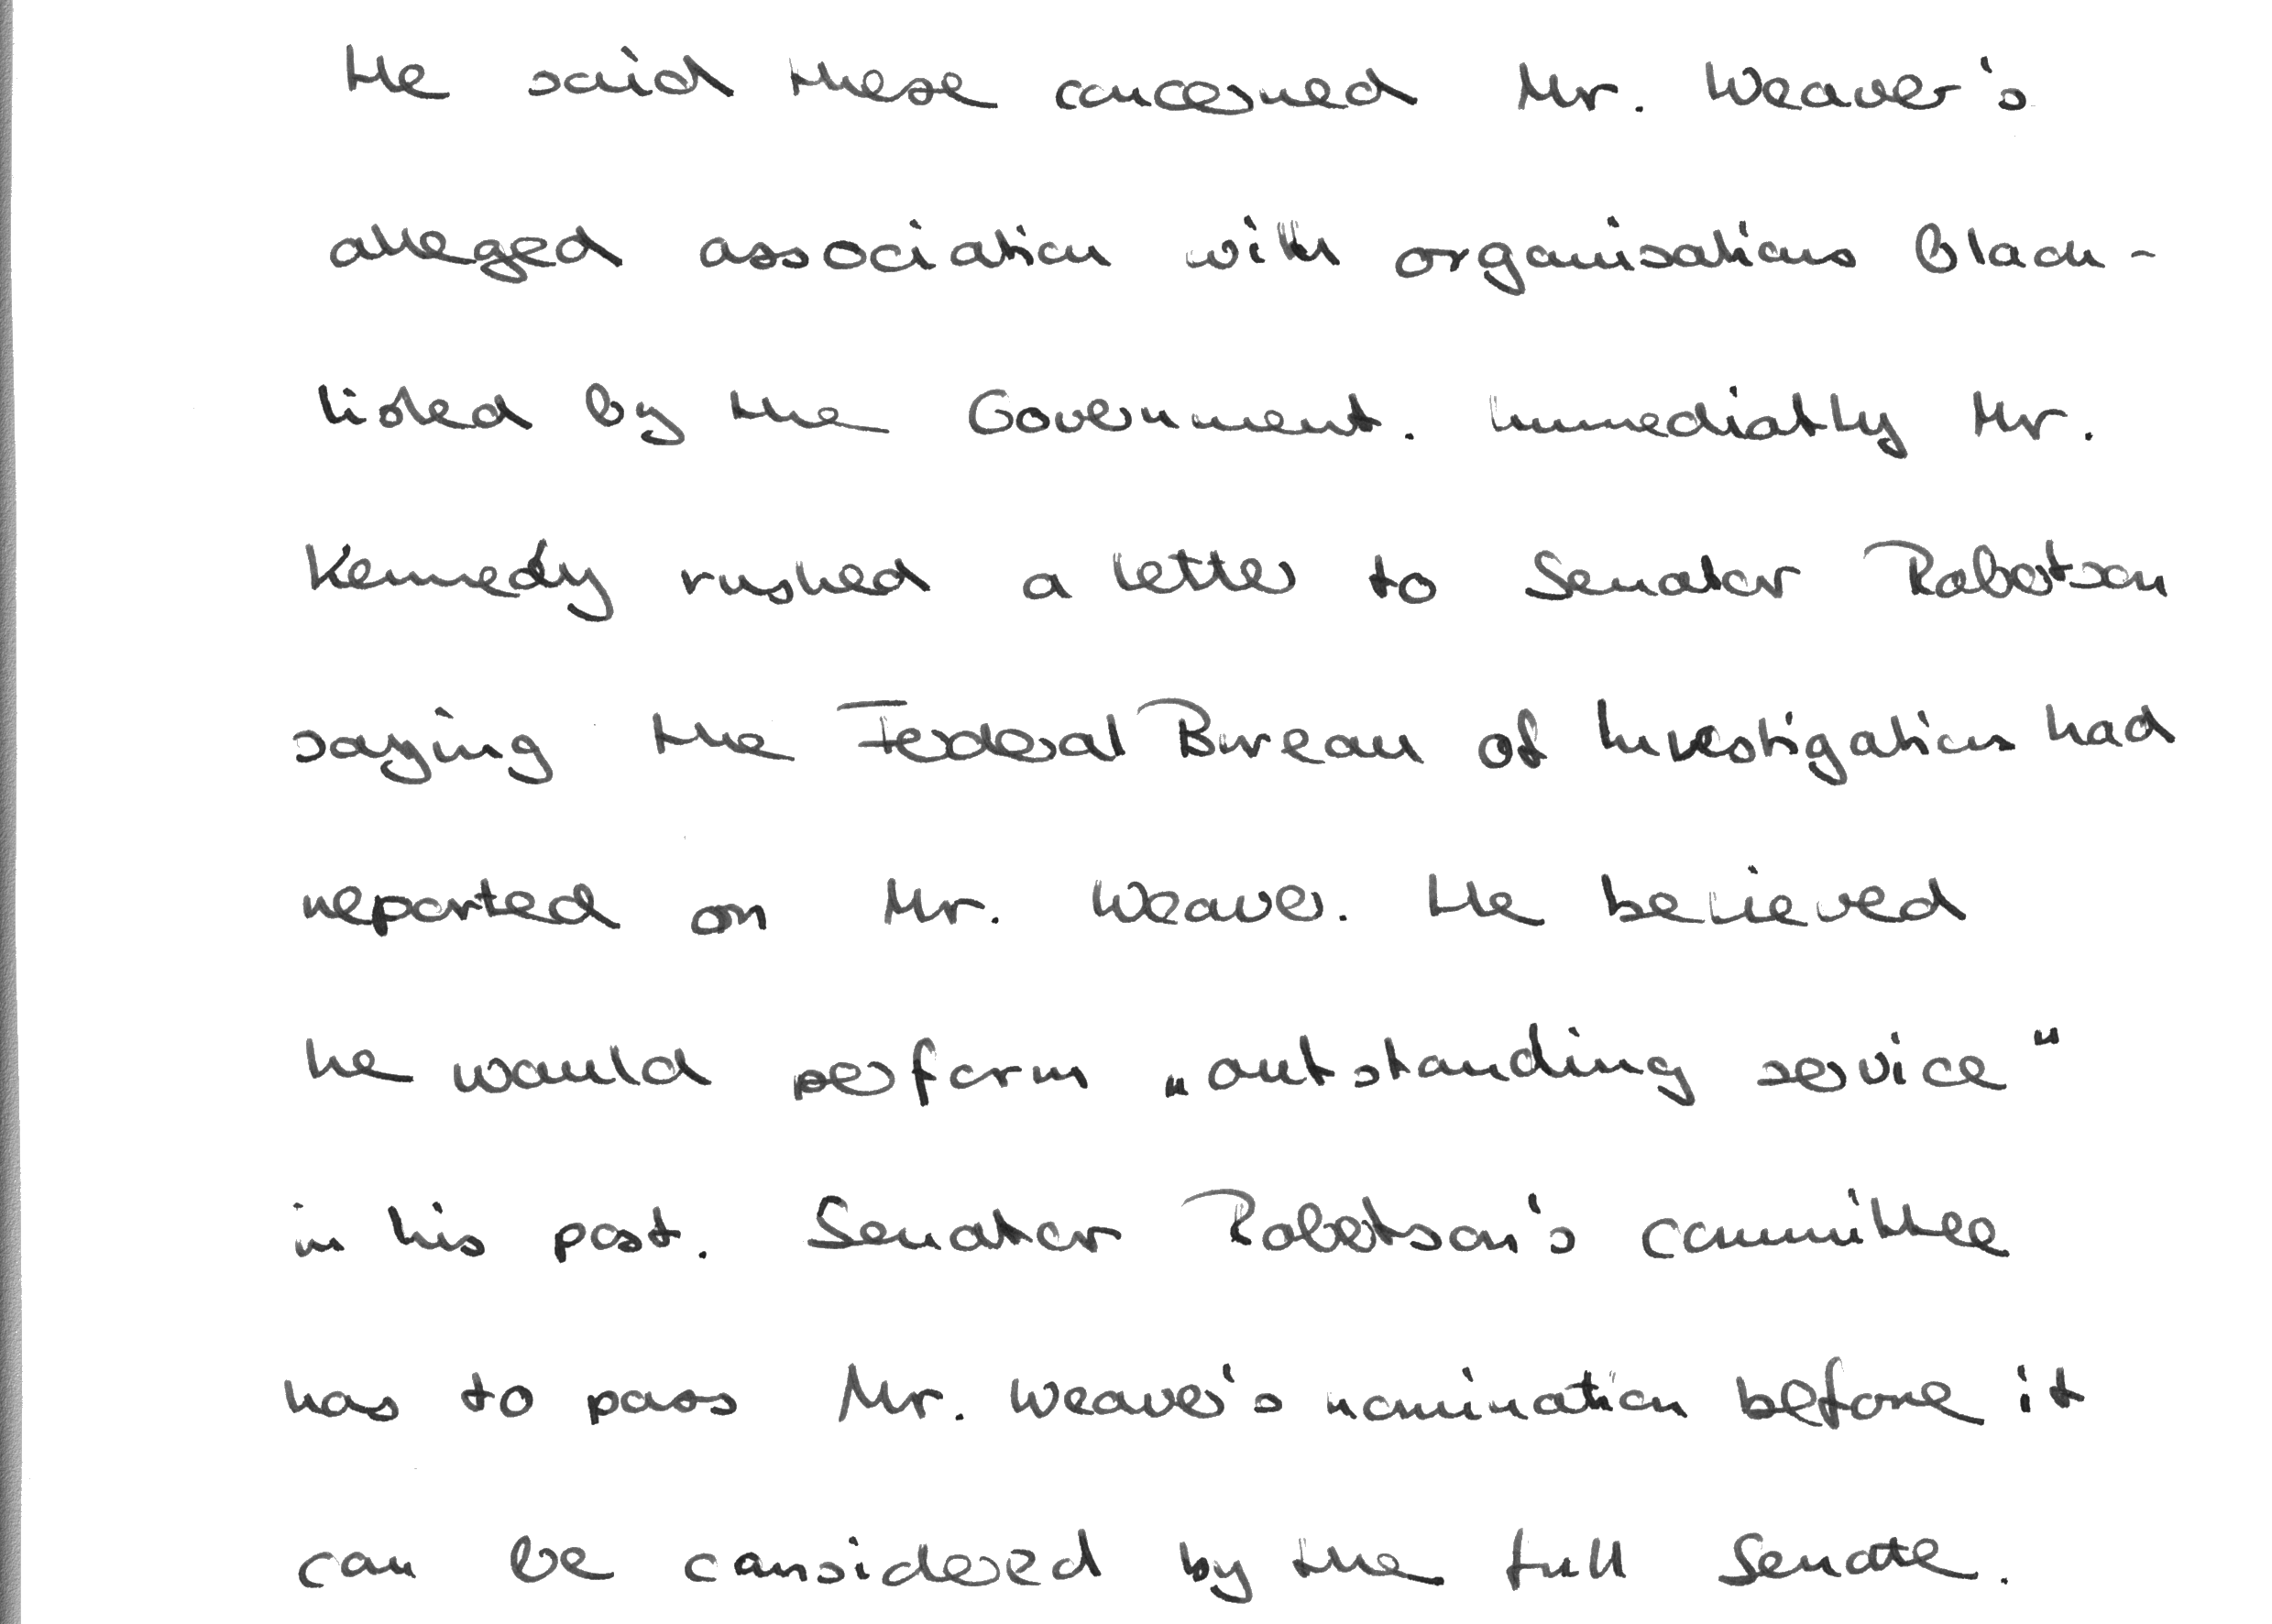 He said these concerned Mr. Weaver's
alleged association with organisations black-
listed by the Government. Immediatly Mr.
Kennedy rushed a letter to Senator Robertson
saying the Federal Bureau of Investigation had
reported on Mr. Weaver. He believed
he would perform "outstanding service"
in his post. Senator Robertson's committee
has to pass Mr. Weaver's nomination before it
can be considered by the full Senate.